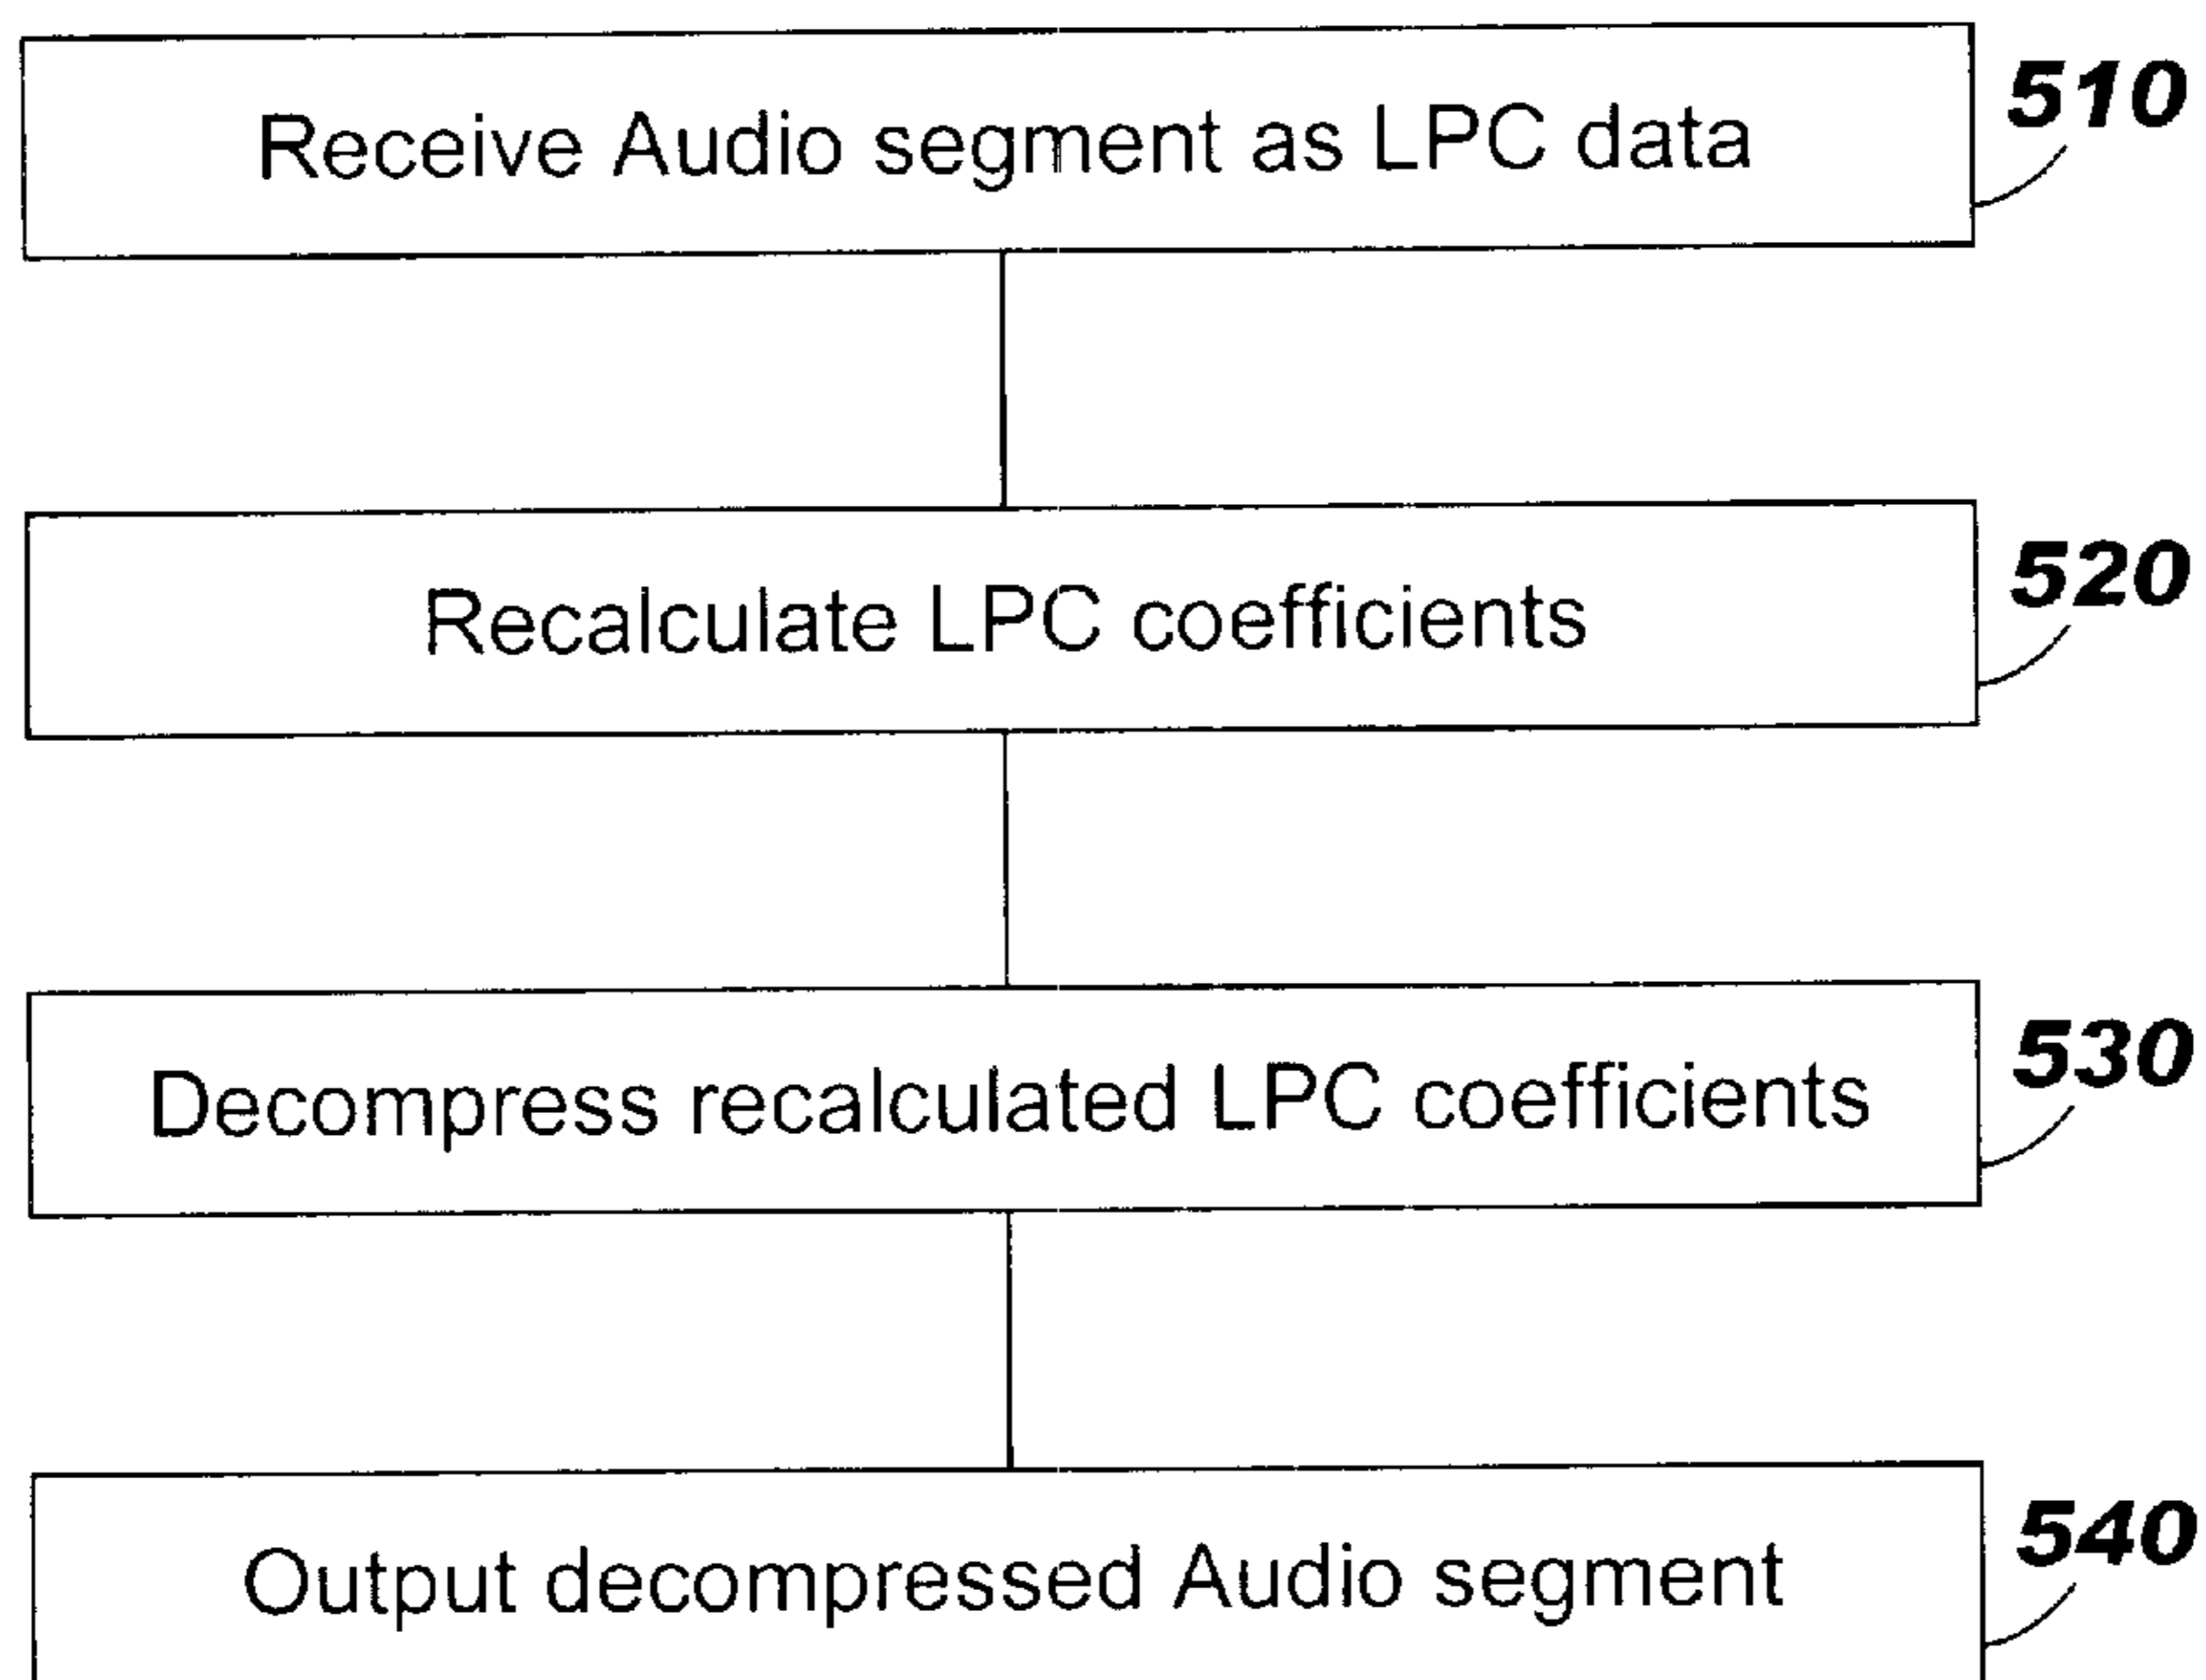 Receive Audio segment as LPC data
510
Recalculate LPC coefficients
520
Decompress recalculated LPC coefficients
530
Output decompressed Audio segment
540